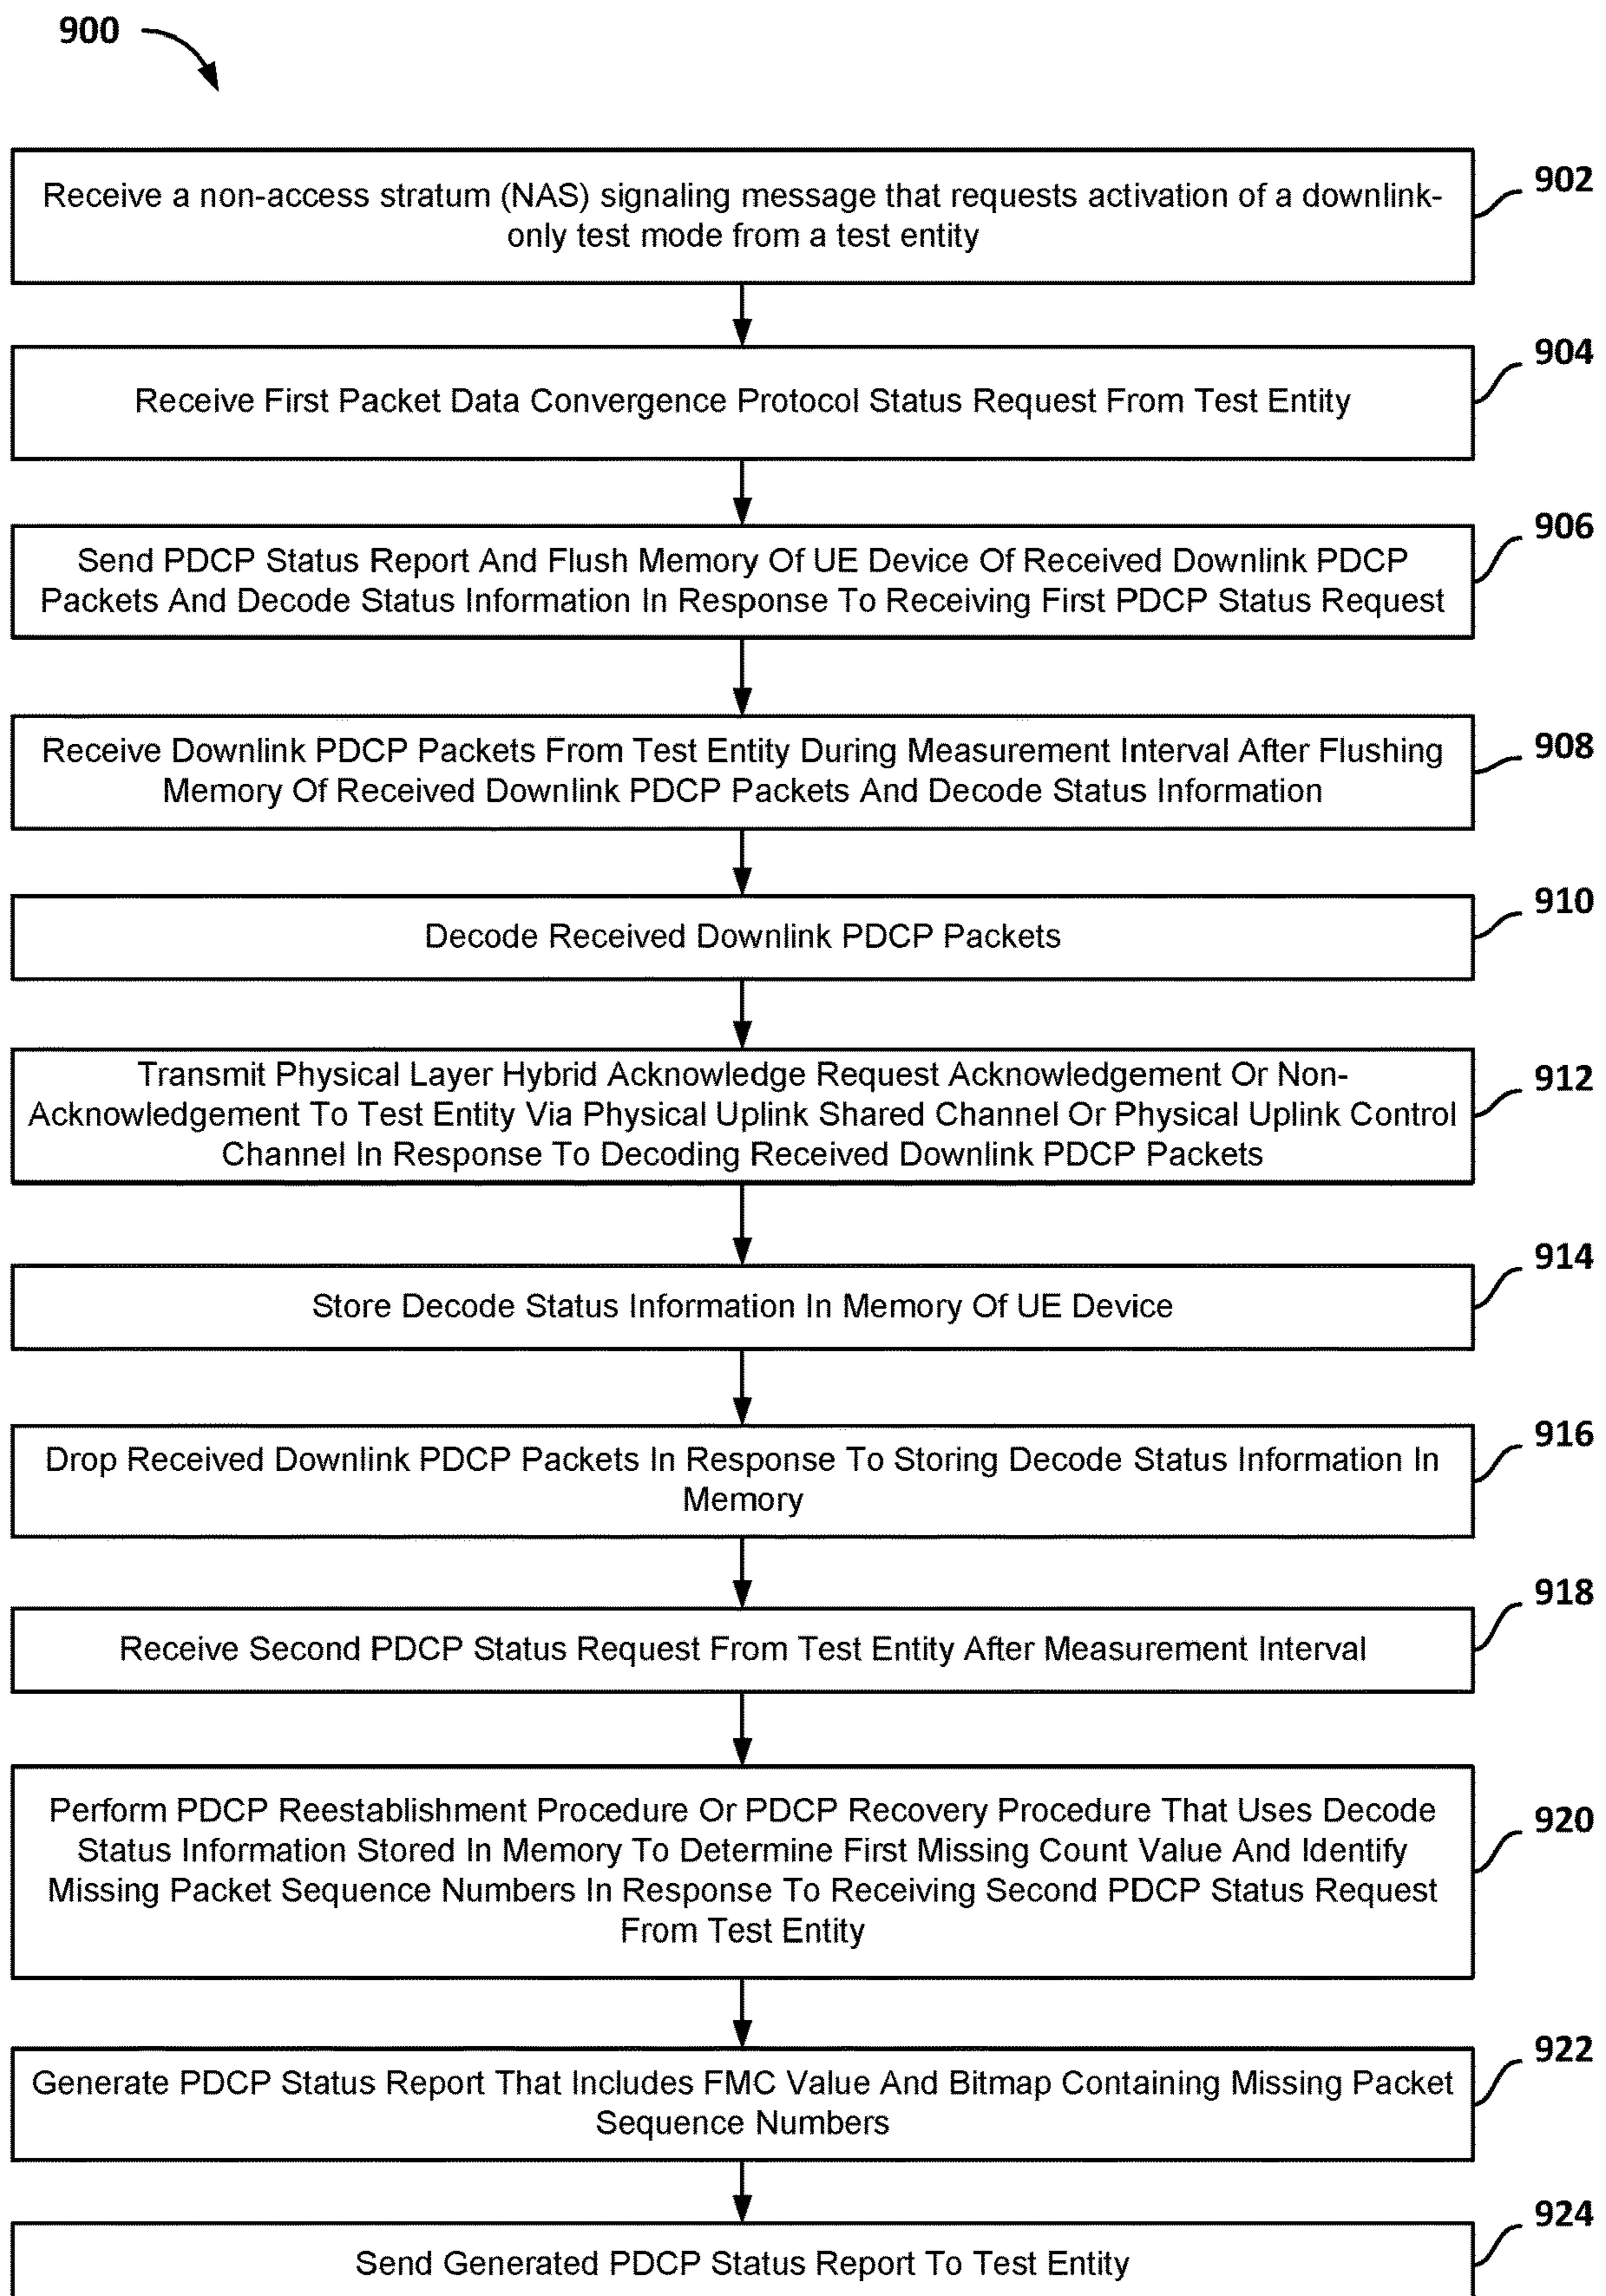 900
Receive a non-access stratum (NAS) signaling message that requests activation of a downlink-
only test mode from a test entity
902
Receive First Packet Data Convergence Protocol Status Request From Test Entity
904
Send PDCP Status Report And Flush Memory Of UE Device Of Received Downlink PDCP
Packets And Decode Status Information In Response To Receiving First PDCP Status Request
906
Receive Downlink PDCP Packets From Test Entity During Measurement Interval After Flushing
Memory Of Received Downlink PDCP Packets And Decode Status Information
908
Decode Received Downlink PDCP Packets
910
Transmit Physical Layer Hybrid Acknowledge Request Acknowledgement Or Non-
Acknowledgement To Test Entity Via Physical Uplink Shared Channel Or Physical Uplink Control
Channel In Response To Decoding Received Downlink PDCP Packets
912
Store Decode Status Information In Memory Of UE Device
914
Drop Received Downlink PDCP Packets In Response To Storing Decode Status Information In
Memory
916
Receive Second PDCP Status Request From Test Entity After Measurement Interval
918
Perform PDCP Reestablishment Procedure Or PDCP Recovery Procedure That Uses Decode
Status Information Stored In Memory To Determine First Missing Count Value And Identify
Missing Packet Sequence Numbers In Response To Receiving Second PDCP Status Request
From Test Entity
920
Generate PDCP Status Report That Includes FMC Value And Bitmap Containing Missing Packet
Sequence Numbers
922
Send Generated PDCP Status Report To Test Entity
924